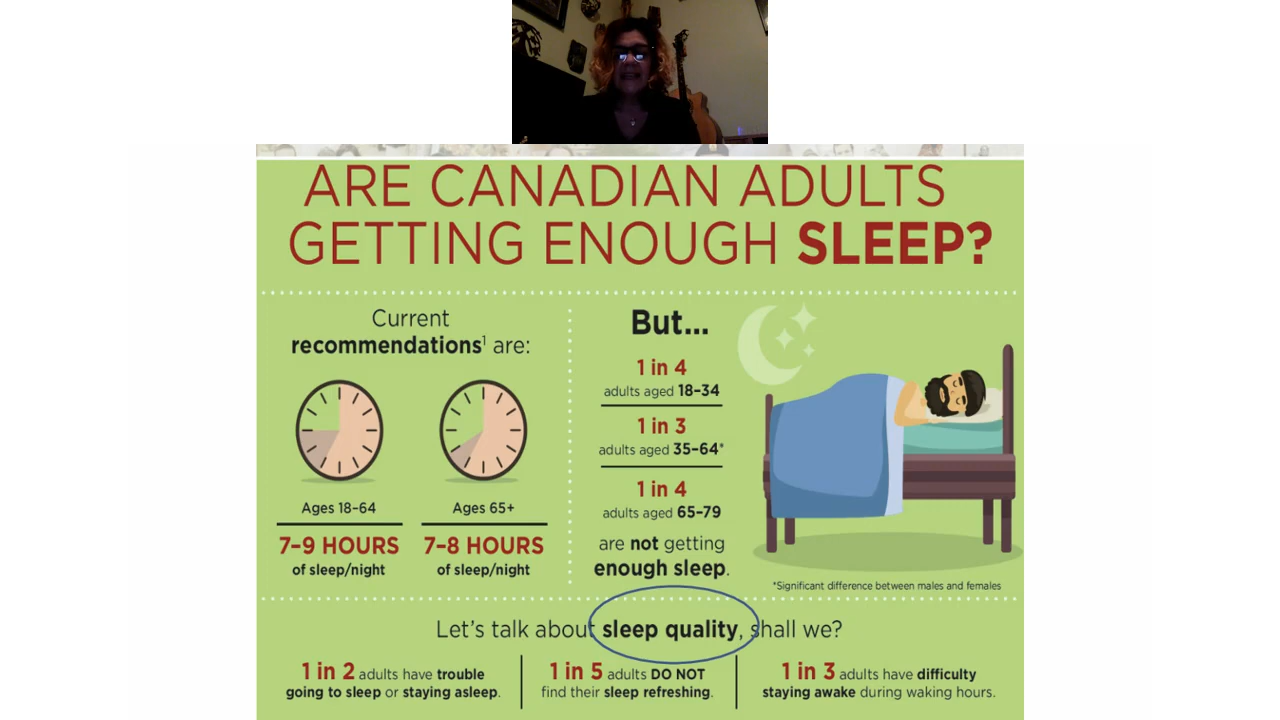 ARE CANADIAN ADULTS
GETTING ENOUGH SLEEP?
Current
recommendations¹ are:
Ages 18–64
7–9 HOURS
of sleep/night
Ages 65+
7–8 HOURS
of sleep/night
But...
1 in 4
adults aged 18–34
1 in 3
adults aged 35–64*
1 in 4
adults aged 65–79
are not getting
enough sleep.
*Significant difference between males and females
Let's talk about sleep quality, shall we?
1 in 2 adults have trouble
going to sleep or staying asleep.
1 in 5 adults DO NOT
find their sleep refreshing.
1 in 3 adults have difficulty
staying awake during waking hours.